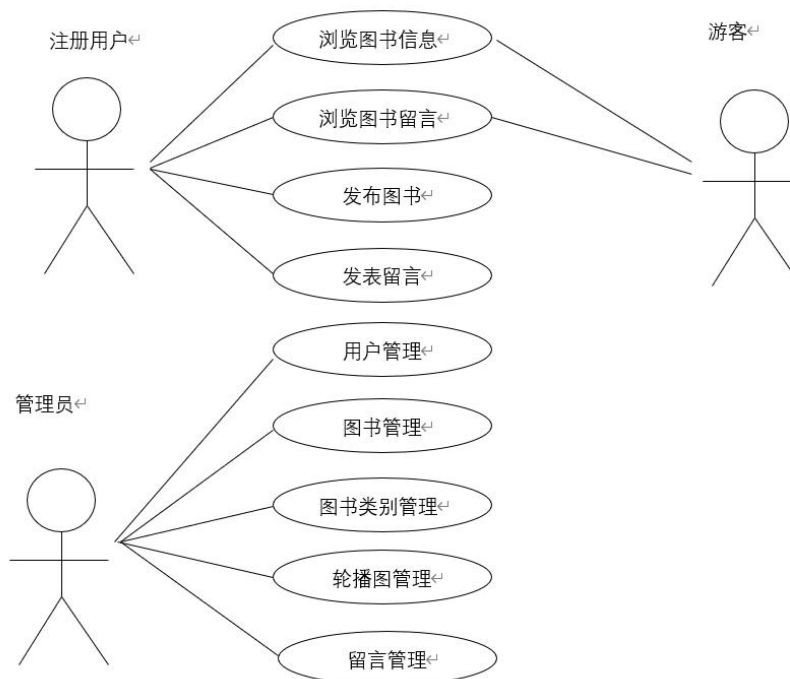 注册用户
浏览图书信息
游客
浏览图书留言
发布图书
发表留言
用户管理
管理员
图书管理
图书类别管理
轮播图管理
留言管理